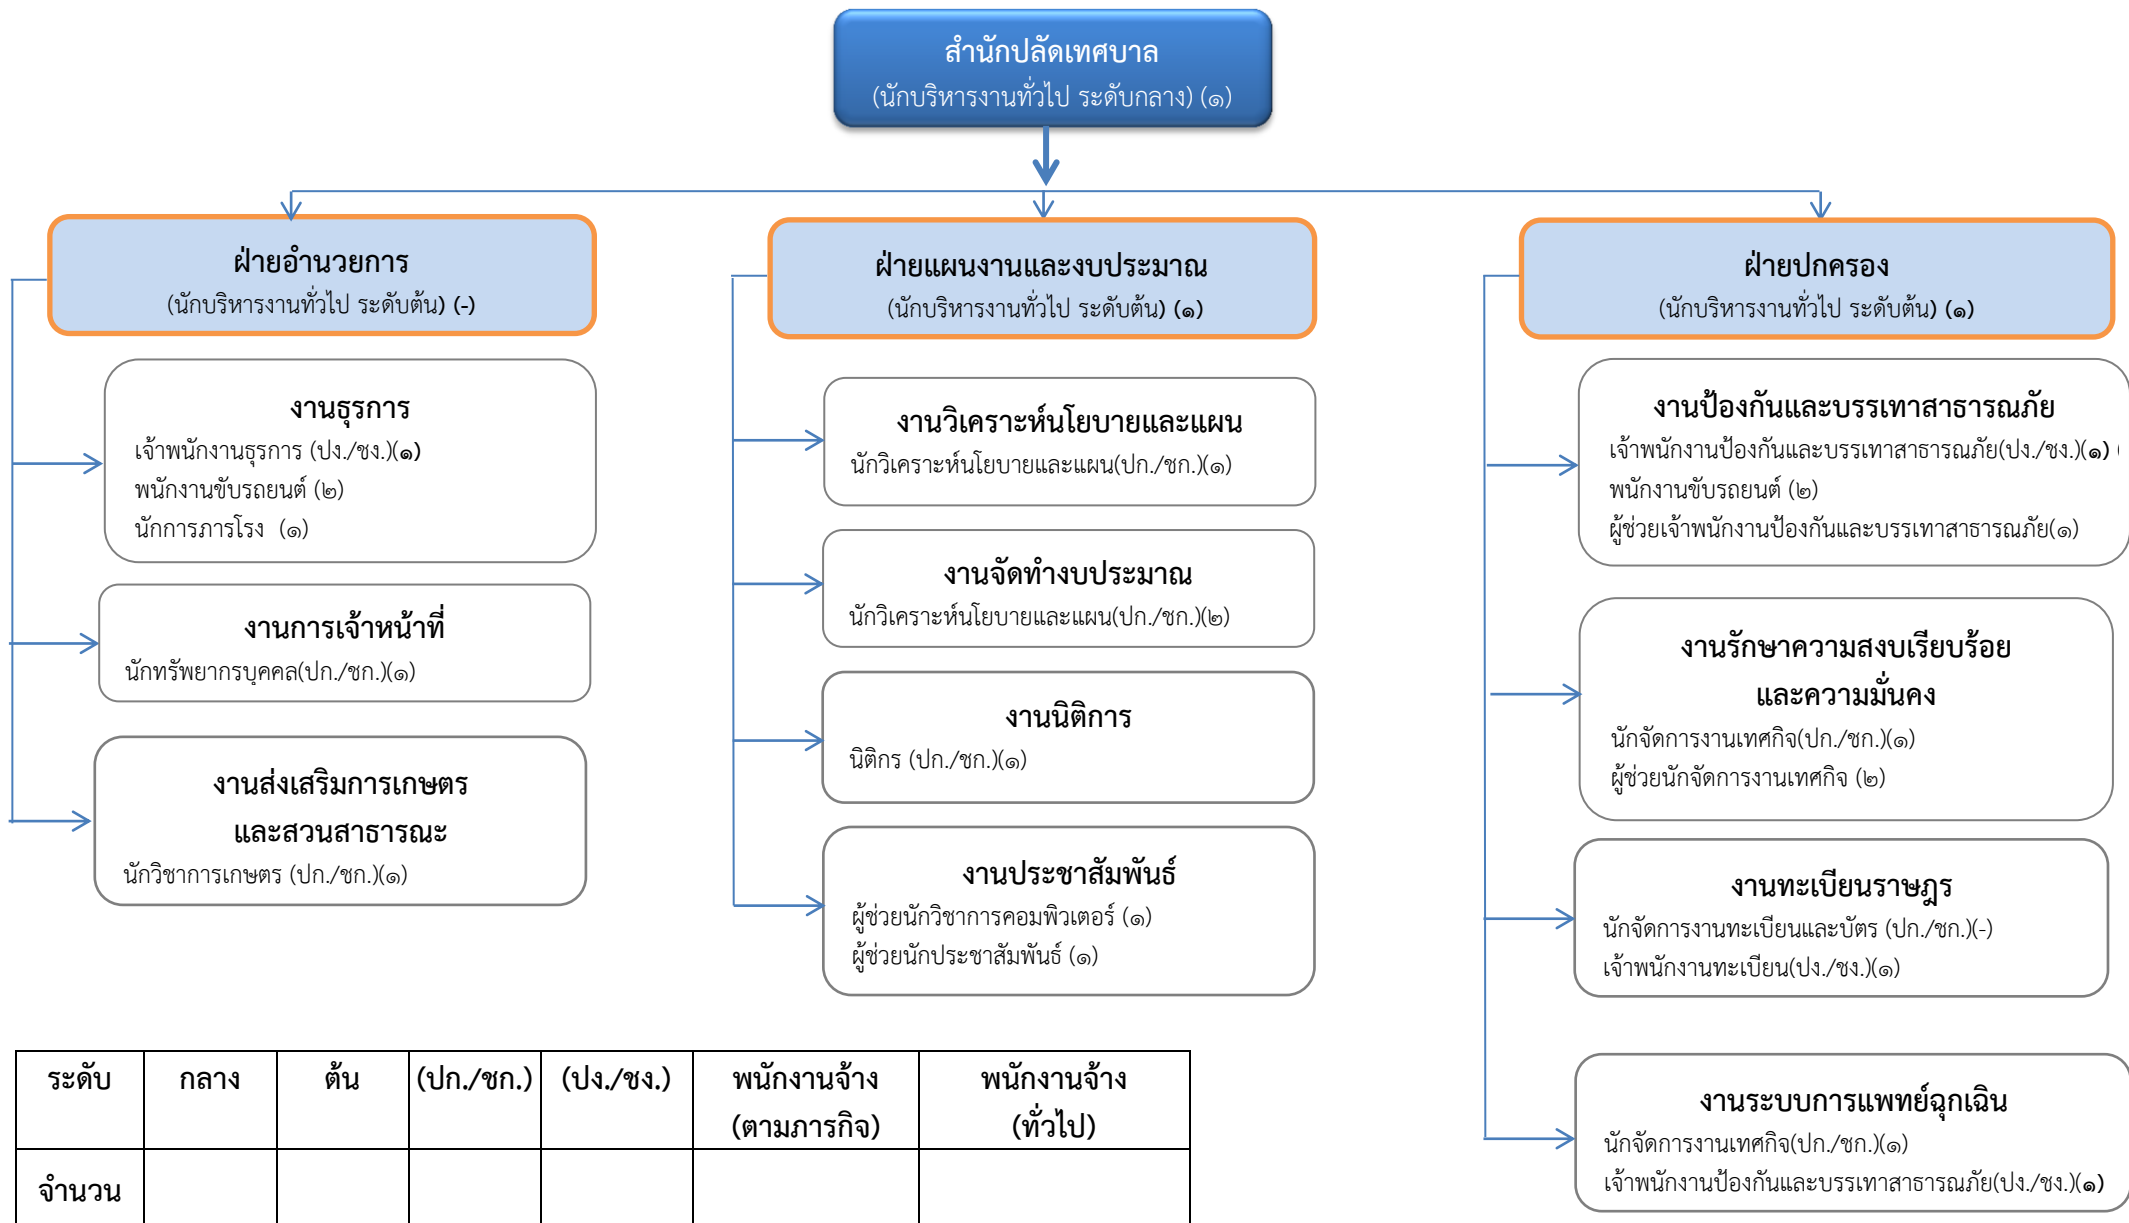 สำนักปลัดเทศบาล
(นักบริหารงานทั่วไป ระดับกลาง) (๑)
ฝ่ายอำนวยการ
(นักบริหารงานทั่วไป ระดับต้น) (-)
งานธุรการ
เจ้าพนักงานธุรการ (ปง./ชง.)(๑)
พนักงานขับรถยนต์ (๒)
นักการภารโรง (๑)
งานการเจ้าหน้าที่
นักทรัพยากรบุคคล(ปก./ชก.)(๑)
งานส่งเสริมการเกษตร
และสวนสาธารณะ
นักวิชาการเกษตร (ปก./ชก.)(๑)
ฝ่ายแผนงานและงบประมาณ
(นักบริหารงานทั่วไป ระดับต้น) (๑)
งานวิเคราะห์นโยบายและแผน
นักวิเคราะห์นโยบายและแผน(ปก./ชก.)(๑)
งานจัดทำงบประมาณ
นักวิเคราะห์นโยบายและแผน(ปก./ชก.)(๒)
งานนิติการ
นิติกร (ปก./ชก.)(๑)
งานประชาสัมพันธ์
ผู้ช่วยนักวิชาการคอมพิวเตอร์ (๑)
ผู้ช่วยนักประชาสัมพันธ์ (๑)
ฝ่ายปกครอง
(นักบริหารงานทั่วไป ระดับต้น) (๑)
งานป้องกันและบรรเทาสาธารณภัย
เจ้าพนักงานป้องกันและบรรเทาสาธารณภัย(ปง./ชง.)(๑) (
พนักงานขับรถยนต์ (๒)
ผู้ช่วยเจ้าพนักงานป้องกันและบรรเทาสาธารณภัย(๑)
งานรักษาความสงบเรียบร้อย
และความมั่นคง
นักจัดการงานเทศกิจ(ปก./ชก.)(๑)
ผู้ช่วยนักจัดการงานเทศกิจ (๒)
งานทะเบียนราษฎร
นักจัดการงานทะเบียนและบัตร (ปก./ชก.)(-)
เจ้าพนักงานทะเบียน(ปง./ชง.)(๑)
งานระบบการแพทย์ฉุกเฉิน
นักจัดการงานเทศกิจ(ปก./ชก.)(๑)
เจ้าพนักงานป้องกันและบรรเทาสาธารณภัย(ปง./ชง.)(๑)
ระดับ กลาง ต้น (ปก./ชก.) (ปง./ชง.) พนักงานจ้าง พนักงานจ้าง
(ตามภารกิจ) (ทั่วไป)
จำนวน